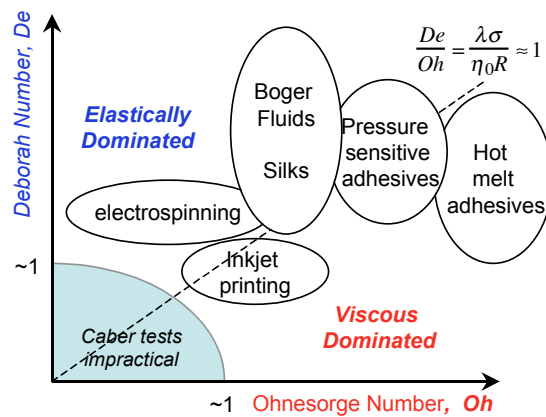 Deborah Number, De
Elastically
Dominated
Boger
Fluids
Silks
De/Oh = λσ/η₀R ≈ 1
Pressure
sensitive
adhesives
Hot
melt
adhesives
electrospinning
Inkjet
printing
~1
Caber tests
impractical
Viscous
Dominated
~1
Ohnesorge Number, Oh